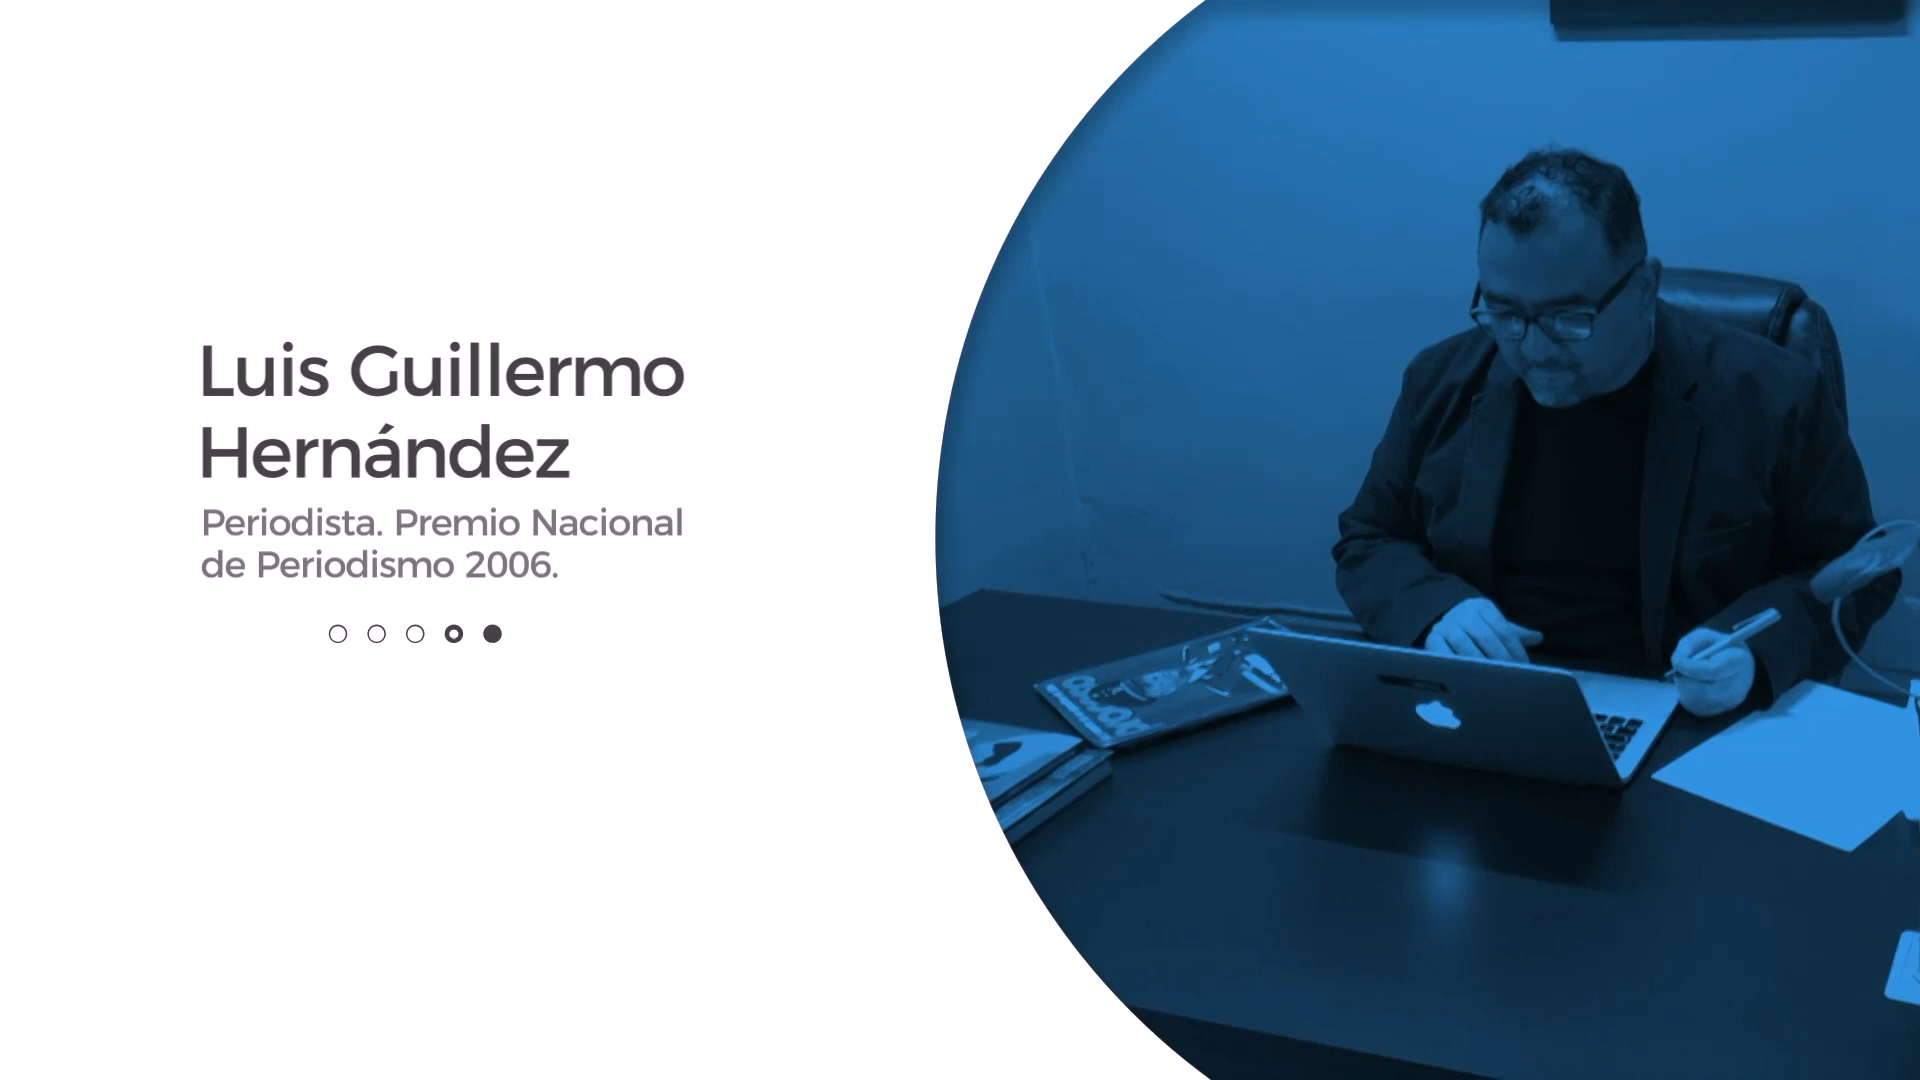 Luis Guillermo
Hernández
Periodista. Premio Nacional
de Periodismo 2006.